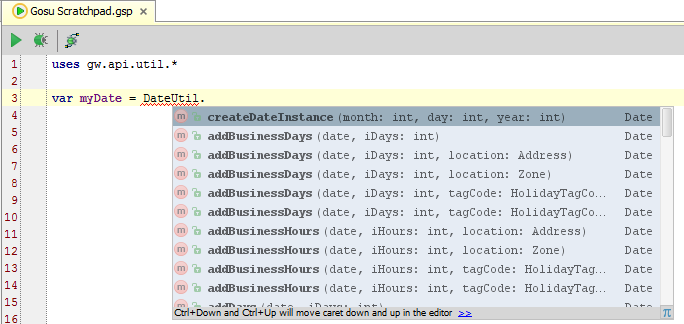 Gosu Scratchpad.gsp ×
1 uses gw.api.util.*
2
3 var myDate = DateUtil.
4 m createDateInstance(month: int, day: int, year: int) Date
5 m addBusinessDays(date, iDays: int) Date
6 m addBusinessDays(date, iDays: int, location: Address) Date
7 m addBusinessDays(date, iDays: int, location: Zone) Date
8 m addBusinessDays(date, iDays: int, tagCode: HolidayTagCo... Date
9 m addBusinessDays(date, iDays: int, tagCode: HolidayTagCo... Date
10 m addBusinessHours(date, iHours: int, location: Address) Date
11 m addBusinessHours(date, iHours: int, location: Zone) Date
12 m addBusinessHours(date, iHours: int, tagCode: HolidayTag... Date
13 m addBusinessHours(date, iHours: int, tagCode: HolidayTag... Date
14 m addDays(date, iDays: int) Date
15 Ctrl+Down and Ctrl+Up will move caret down and up in the editor >> π
16